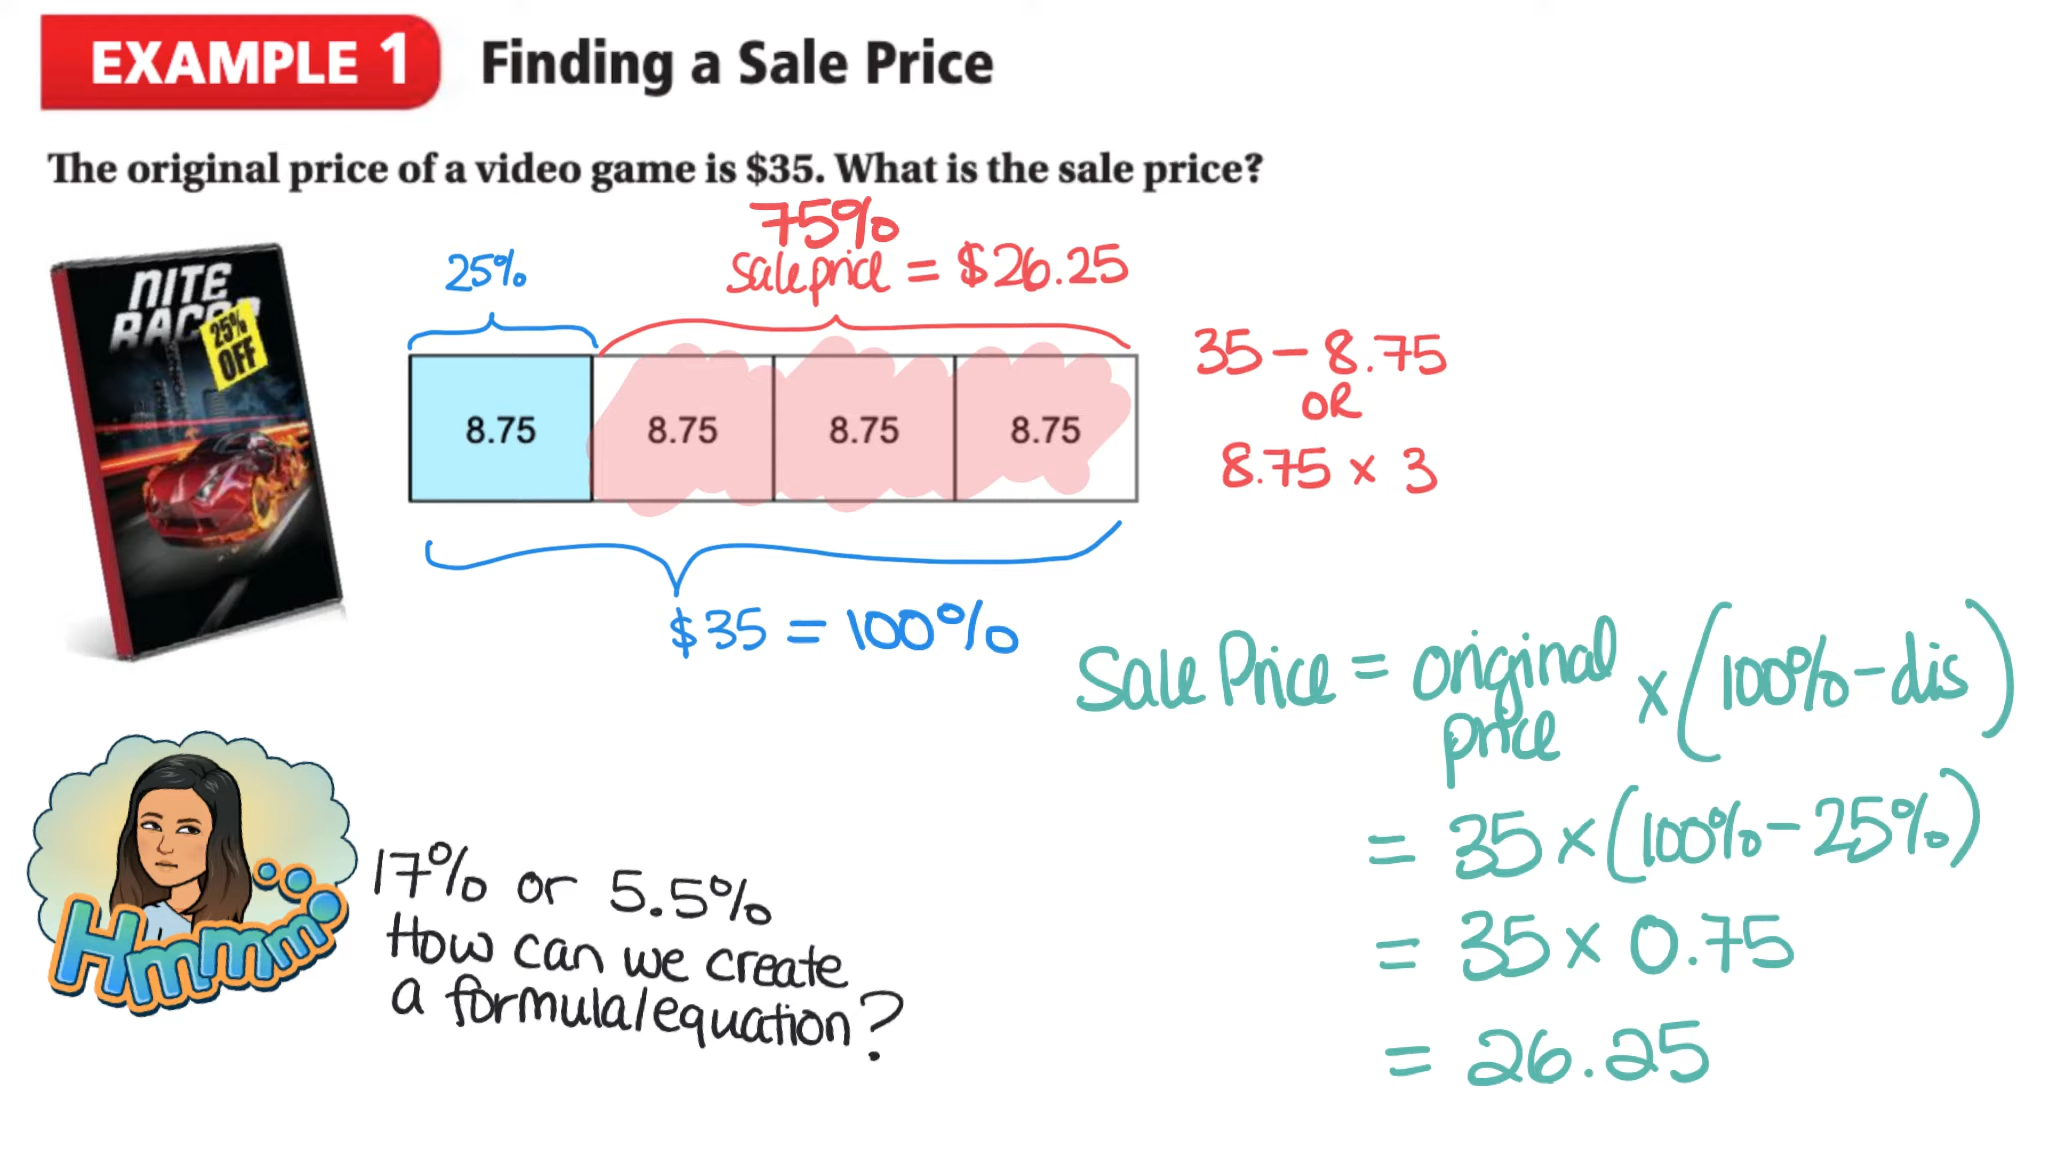 EXAMPLE 1 Finding a Sale Price
The original price of a video game is $35. What is the sale price?
75%
25%
sale price = $26.25
NITE
RACER
25%
OFF
8.75 8.75 8.75 8.75
35 - 8.75
OR
8.75 × 3
$35 = 100%
Sale Price = original price × (100% - dis)
= 35 × (100% - 25%)
= 35 × 0.75
= 26.25
Hmmm
17% or 5.5%
How can we create
a formula/equation?